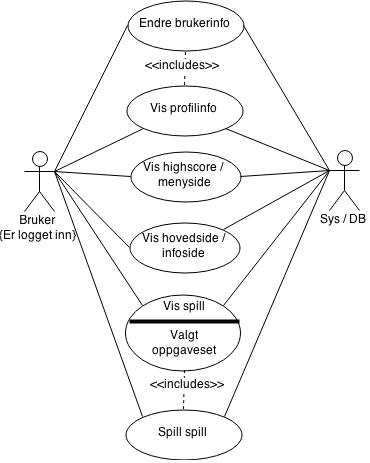 Endre brukerinfo
<<includes>>
Vis profilinfo
Vis highscore /
menyside
Bruker
{Er logget inn}
Sys / DB
Vis hovedside /
infoside
Vis spill
Valgt
oppgaveset
<<includes>>
Spill spill